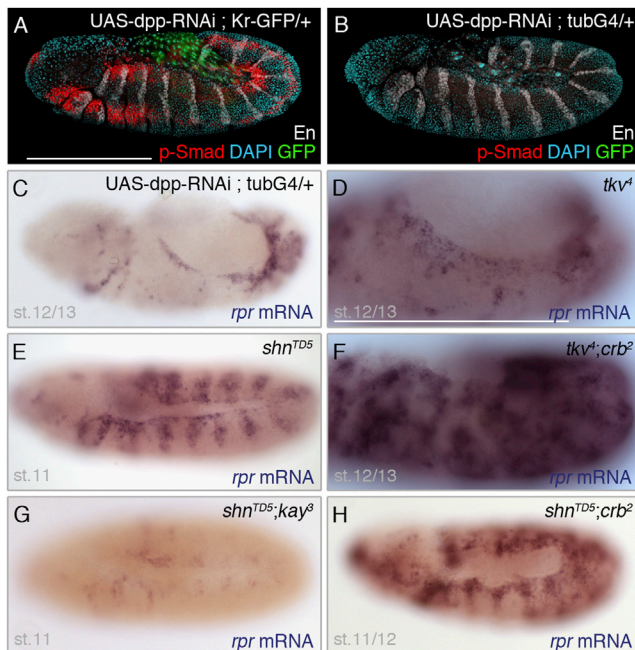 A
UAS-dpp-RNAi ; Kr-GFP/+
En
p-Smad DAPI GFP
B
UAS-dpp-RNAi ; tubG4/+
En
p-Smad DAPI GFP
C
UAS-dpp-RNAi ; tubG4/+
st.12/13
rpr mRNA
D
tkv⁴
st.12/13
rpr mRNA
E
shnᵀᴰ⁵
st.11
rpr mRNA
F
tkv⁴;crb²
st.12/13
rpr mRNA
G
shnᵀᴰ⁵;kay³
st.11
rpr mRNA
H
shnᵀᴰ⁵;crb²
st.11/12
rpr mRNA